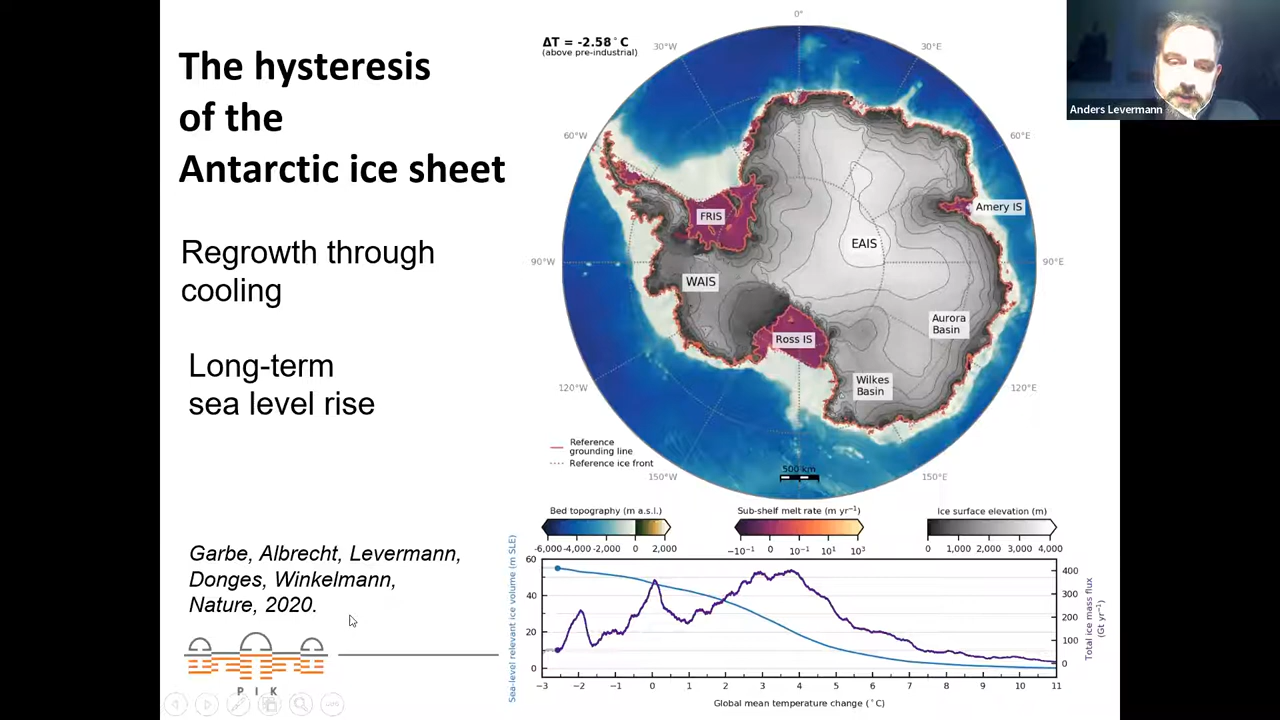 The hysteresis
of the
Antarctic ice sheet
Regrowth through
cooling
Long-term
sea level rise
Garbe, Albrecht, Levermann,
Donges, Winkelmann,
Nature, 2020.
P I K
ΔT = -2.58°C
(above pre-industrial)
0°
30°W
30°E
60°W
60°E
90°W
90°E
120°W
120°E
150°W
150°E
FRIS
Amery IS
EAIS
WAIS
Aurora
Basin
Ross IS
Wilkes
Basin
Reference
grounding line
Reference ice front
500 km
Bed topography (m a.s.l.)
-6,000 -4,000 -2,000 0 2,000
Sub-shelf melt rate (m yr⁻¹)
−10⁻¹ 0 10⁻¹ 10¹ 10³
Ice surface elevation (m)
0 1,000 2,000 3,000 4,000
Sea-level relevant ice volume (m SLE)
60
40
20
0
400
300
200
100
0
Total ice mass flux
(Gt yr⁻¹)
−3 −2 −1 0 1 2 3 4 5 6 7 8 9 10 11
Global mean temperature change (°C)
Anders Levermann